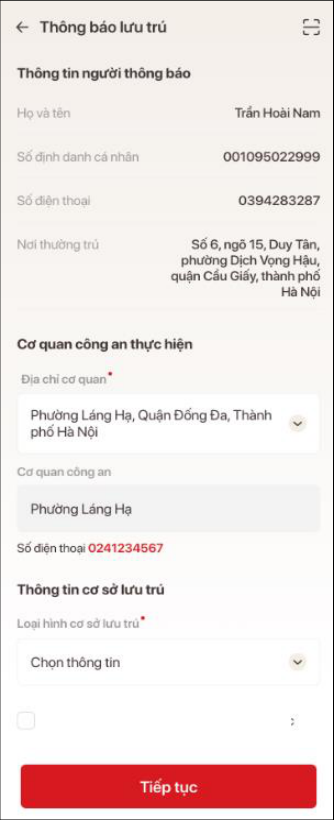 Thông báo lưu trú
Thông tin người thông báo
Họ và tên Trần Hoài Nam
Số định danh cá nhân 001095022999
Số điện thoại 0394283287
Nơi thường trú Số 6, ngõ 15, Duy Tân,
phường Dịch Vọng Hậu,
quận Cầu Giấy, thành phố
Hà Nội
Cơ quan công an thực hiện
Địa chỉ cơ quan*
Phường Láng Hạ, Quận Đống Đa, Thành
phố Hà Nội
Cơ quan công an
Phường Láng Hạ
Số điện thoại 0241234567
Thông tin cơ sở lưu trú
Loại hình cơ sở lưu trú*
Chọn thông tin
:
Tiếp tục